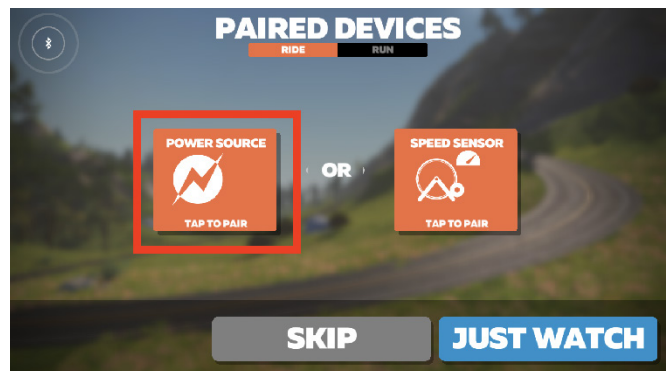 PAIRED DEVICES
RIDE RUN
POWER SOURCE
TAP TO PAIR
OR
SPEED SENSOR
TAP TO PAIR
SKIP
JUST WATCH